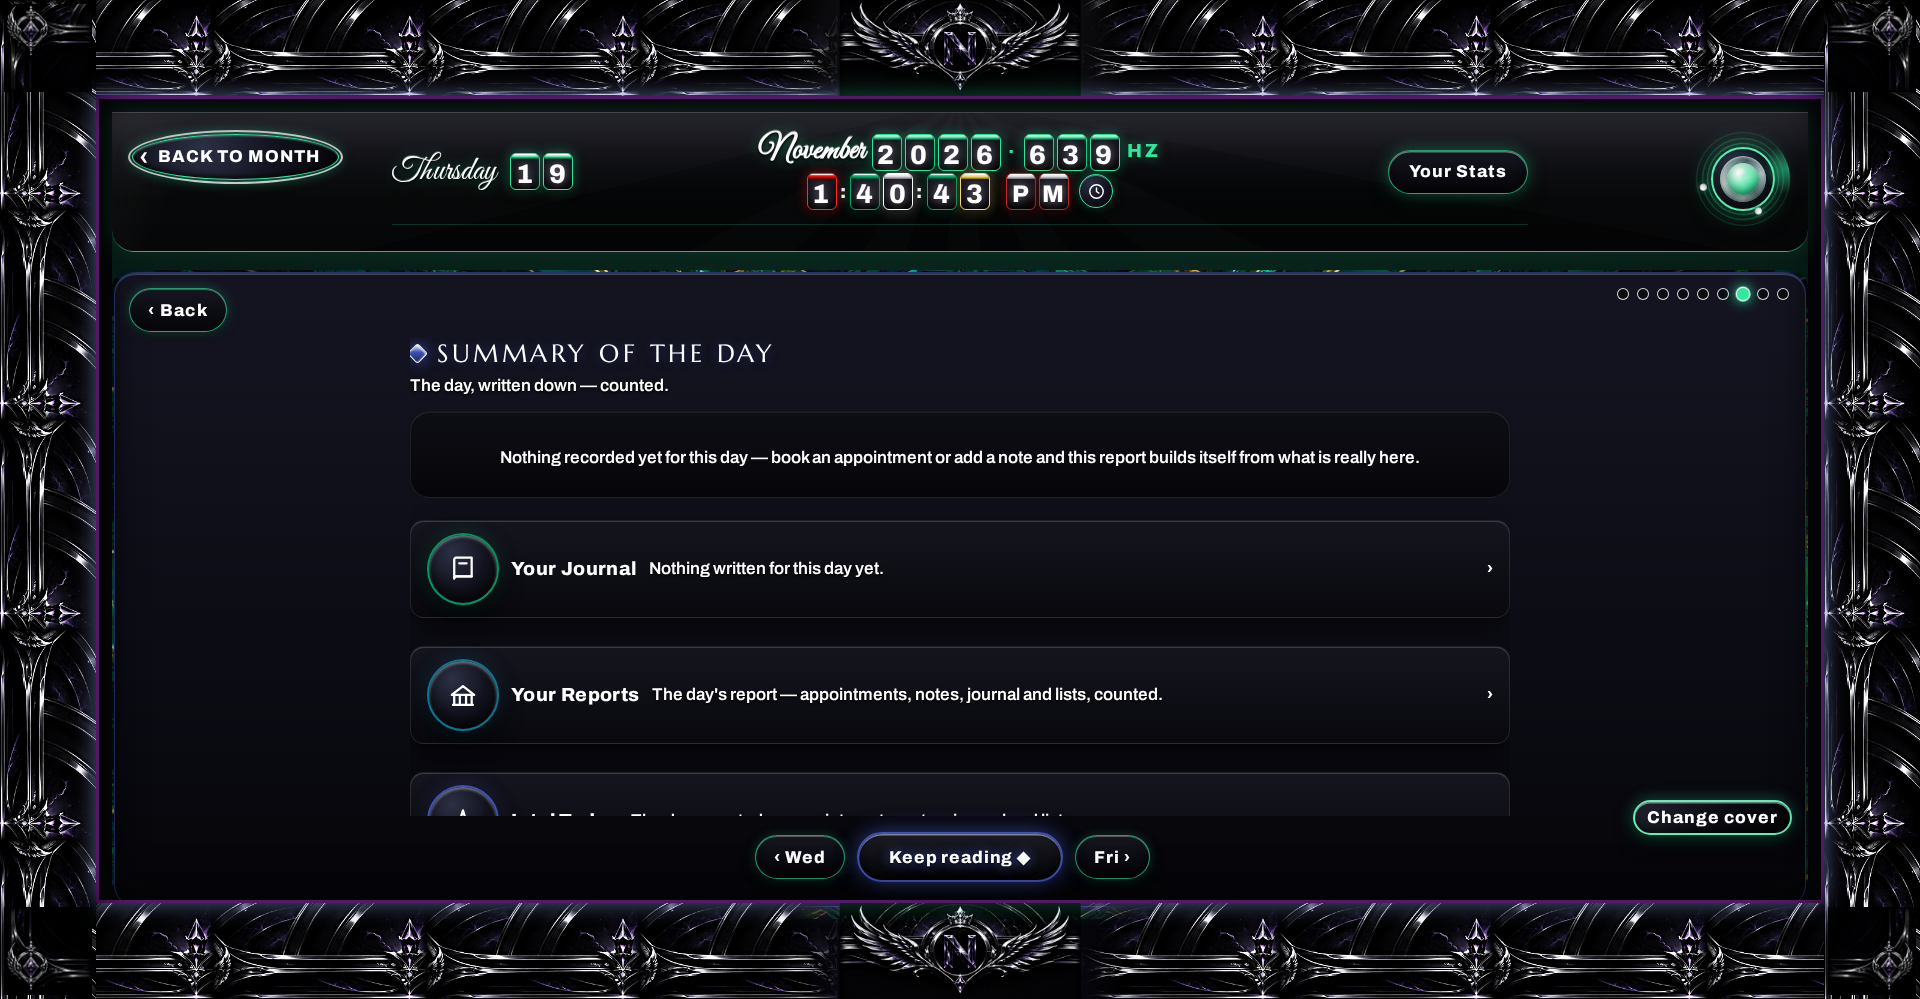 ‹ BACK TO MONTH
Thursday 19
November 2026 · 639 HZ
1:40:43 PM
Your Stats
‹ Back
SUMMARY OF THE DAY
The day, written down — counted.
Nothing recorded yet for this day — book an appointment or add a note and this report builds itself from what is really here.
Your Journal Nothing written for this day yet. ›
Your Reports The day's report — appointments, notes, journal and lists, counted. ›
Change cover
‹ Wed
Keep reading ◆
Fri ›
N
N